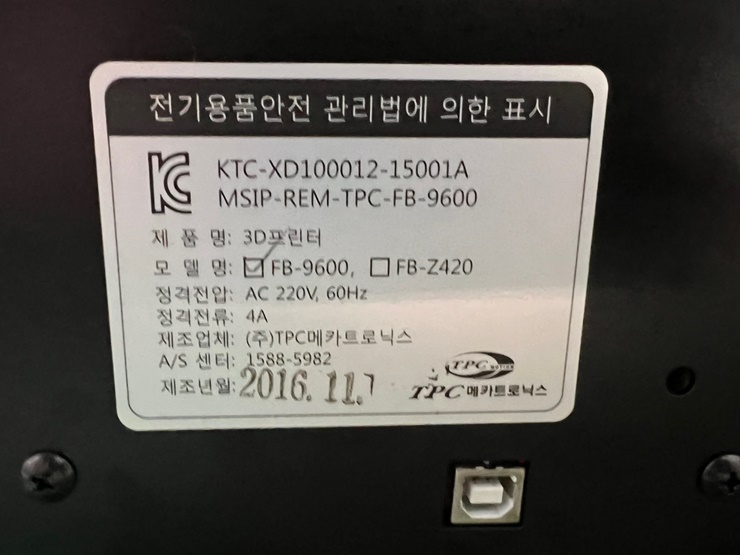 전기용품안전 관리법에 의한 표시
KTC-XD100012-15001A
MSIP-REM-TPC-FB-9600
제 품 명: 3D프린터
모 델 명: ☑FB-9600, ☐FB-Z420
정격전압: AC 220V, 60Hz
정격전류: 4A
제조업체: (주)TPC메카트로닉스
A/S 센터: 1588-5982
제조년월: 2016. 11.
TPC
TPC 메카트로닉스